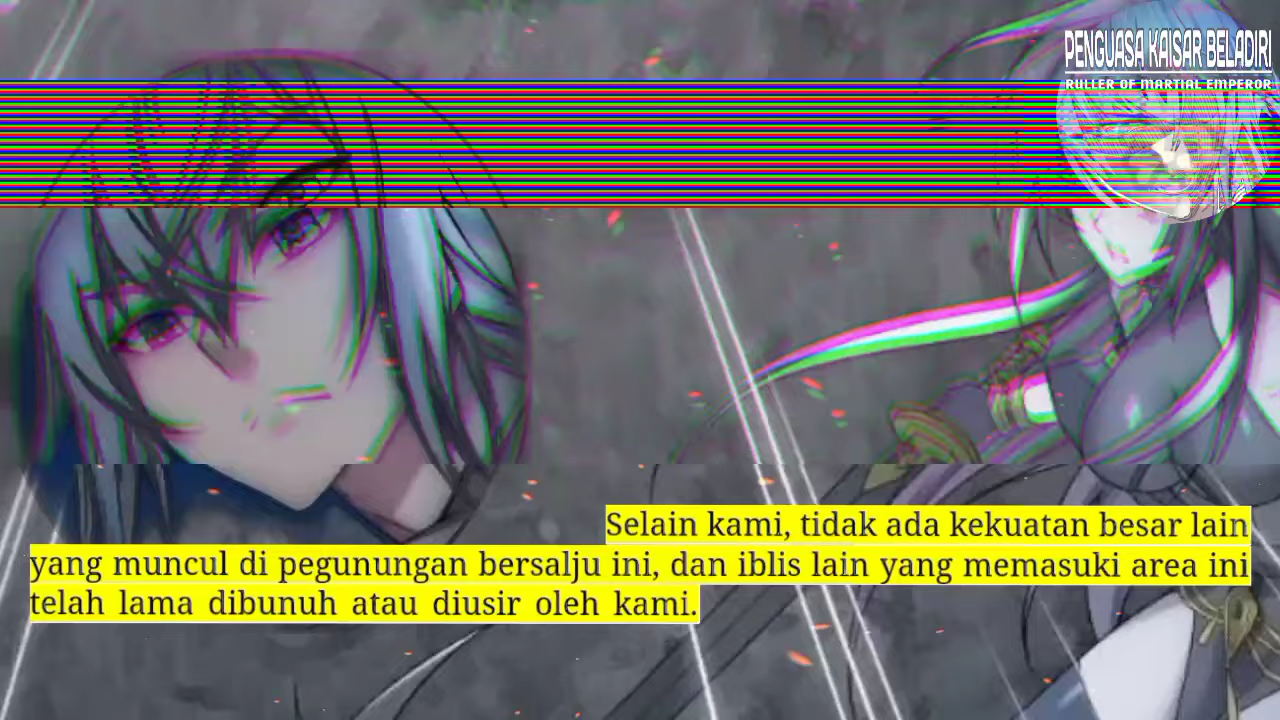 PENGUASA KAISAR BELADIRI
RULLER OF MARTIAL EMPEROR
Selain kami, tidak ada kekuatan besar lain
yang muncul di pegunungan bersalju ini, dan iblis lain yang memasuki area ini
telah lama dibunuh atau diusir oleh kami.